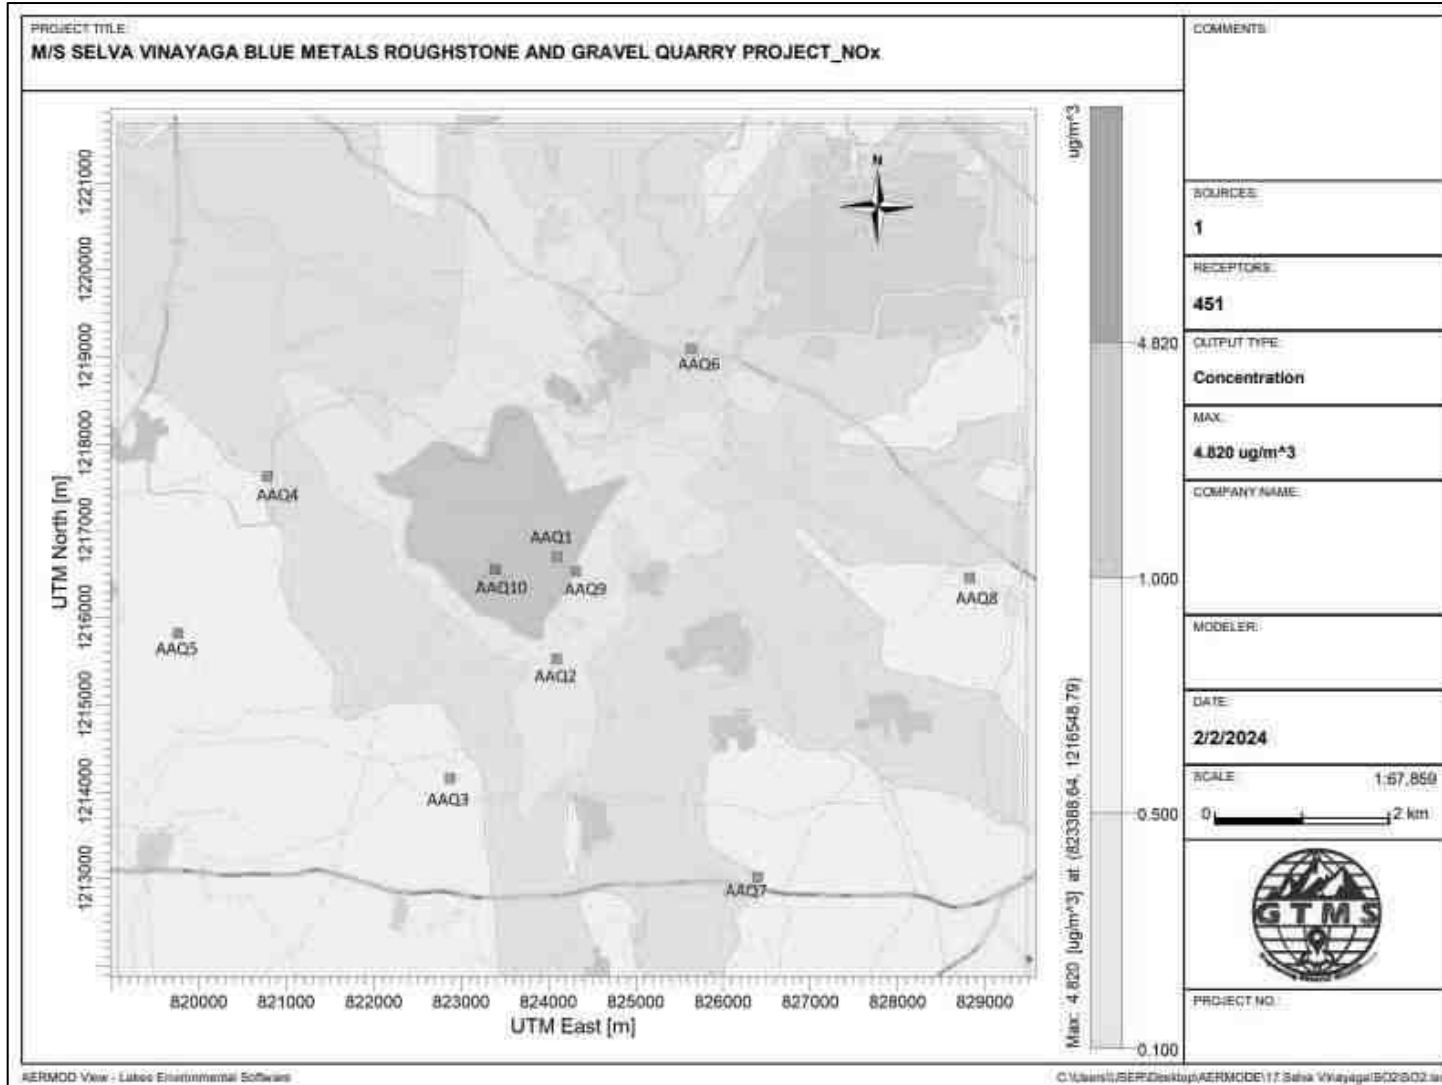 PROJECT TITLE:
M/S SELVA VINAYAGA BLUE METALS ROUGHSTONE AND GRAVEL QUARRY PROJECT_NOx
COMMENTS:
SOURCES:
1
RECEPTORS:
451
OUTPUT TYPE:
Concentration
MAX:
4.820 ug/m^3
COMPANY NAME:
MODELER:
DATE:
2/2/2024
SCALE:
1:67,859
0
2 km
GTMS
PROJECT NO.:
ug/m^3
4.820
1.000
0.500
0.100
Max: 4.820 [ug/m^3] at (823388.64, 1216548.79)
N
AAQ6
AAQ4
AAQ1
AAQ10
AAQ9
AAQ8
AAQ5
AAQ2
AAQ3
AAQ7
UTM North [m]
1221000
1220000
1219000
1218000
1217000
1216000
1215000
1214000
1213000
820000 821000 822000 823000 824000 825000 826000 827000 828000 829000
UTM East [m]
AERMOD View - Lakes Environmental Software